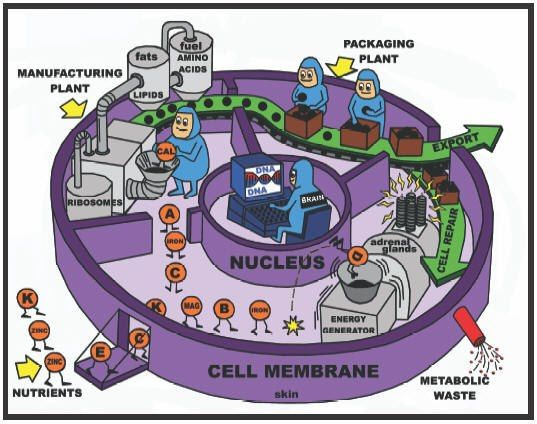 fats
fuel
AMINO
ACIDS
LIPIDS
MANUFACTURING
PLANT
PACKAGING
PLANT
EXPORT
CAL
RIBOSOMES
DNA
DNA
BRAIN
CELL REPAIR
adrenal
glands
NUCLEUS
A
IRON
C
K
MAG
B
IRON
ENERGY
GENERATOR
K
ZINC
ZINC
E
C
NUTRIENTS
CELL MEMBRANE
skin
METABOLIC
WASTE